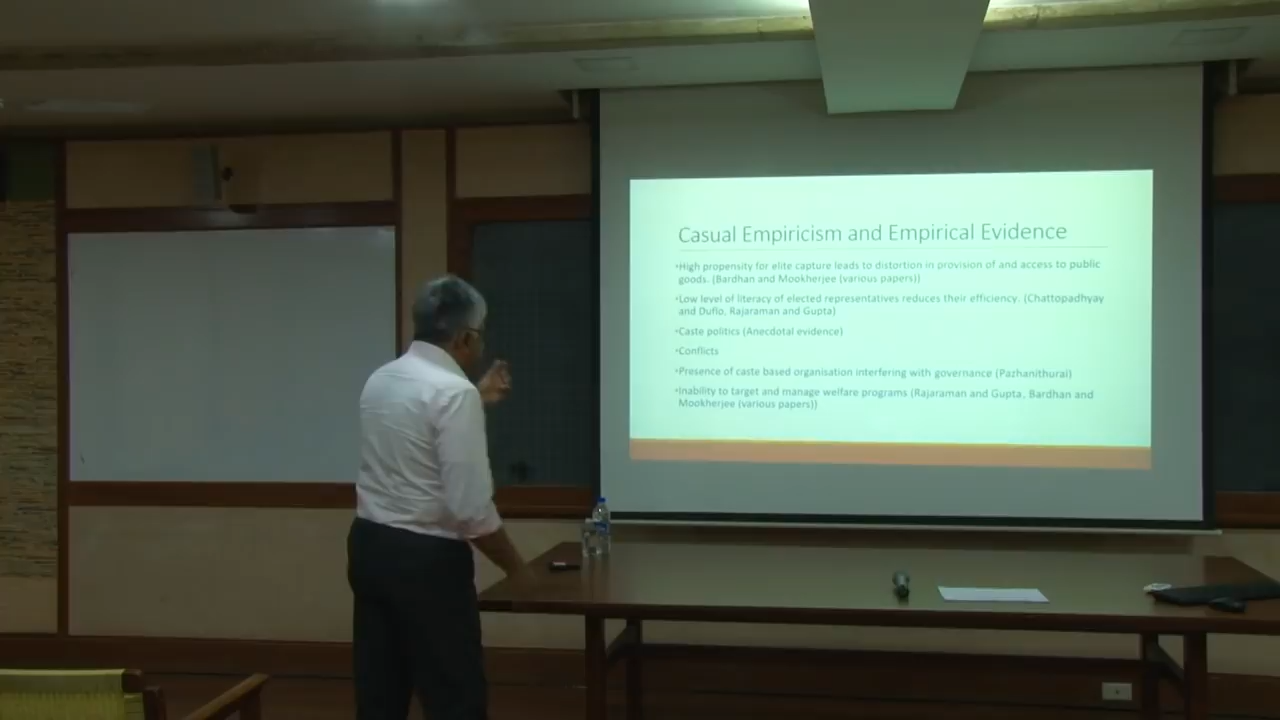 Casual Empiricism and Empirical Evidence
•High propensity for elite capture leads to distortion in provision of and access to public
goods. (Bardhan and Mookherjee (various papers))
•Low level of literacy of elected representatives reduces their efficiency. (Chattopadhyay
and Duflo, Rajaraman and Gupta)
•Caste politics (Anecdotal evidence)
•Conflicts
•Presence of caste based organisation interfering with governance (Pazhanithurai)
•Inability to target and manage welfare programs (Rajaraman and Gupta, Bardhan and
Mookherjee (various papers))